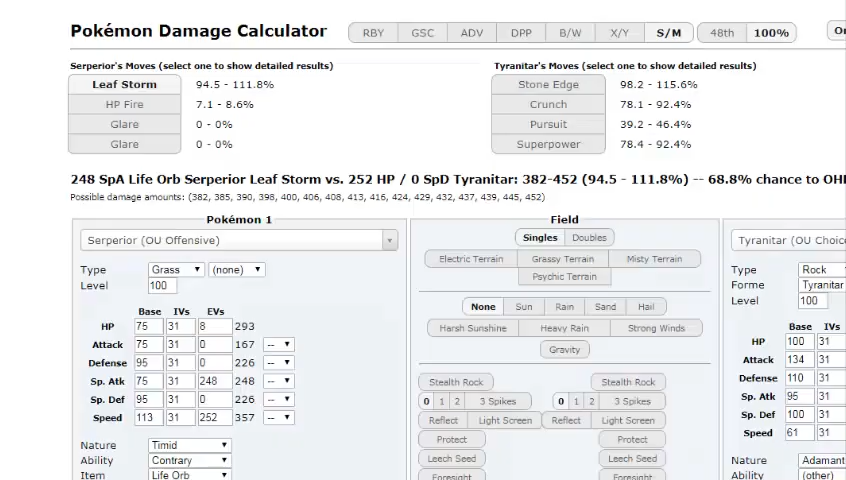 Pokémon Damage Calculator
RBY GSC ADV DPP B/W X/Y S/M 48th 100%
Serperior's Moves (select one to show detailed results)
Leaf Storm 94.5 - 111.8%
HP Fire 7.1 - 8.6%
Glare 0 - 0%
Glare 0 - 0%
Tyranitar's Moves (select one to show detailed results)
Stone Edge 98.2 - 115.6%
Crunch 78.1 - 92.4%
Pursuit 39.2 - 46.4%
Superpower 78.4 - 92.4%
248 SpA Life Orb Serperior Leaf Storm vs. 252 HP / 0 SpD Tyranitar: 382-452 (94.5 - 111.8%) -- 68.8% chance to OH
Possible damage amounts: (382, 385, 390, 398, 400, 406, 408, 413, 416, 424, 429, 432, 437, 439, 445, 452)
Pokémon 1
Serperior (OU Offensive)
Type Grass (none)
Level 100
Base IVs EVs
HP 75 31 8 293
Attack 75 31 0 167 --
Defense 95 31 0 226 --
Sp. Atk 75 31 248 248 --
Sp. Def 95 31 0 226 --
Speed 113 31 252 357 --
Nature Timid
Ability Contrary
Item Life Orb
Field
Singles Doubles
Electric Terrain Grassy Terrain Misty Terrain
Psychic Terrain
None Sun Rain Sand Hail
Harsh Sunshine Heavy Rain Strong Winds
Gravity
Stealth Rock Stealth Rock
0 1 2 3 Spikes 0 1 2 3 Spikes
Reflect Light Screen Reflect Light Screen
Protect Protect
Leech Seed Leech Seed
Foresight Foresight
Tyranitar (OU Choice
Type Rock
Forme Tyranitar
Level 100
Base IVs
HP 100 31
Attack 134 31
Defense 110 31
Sp. Atk 95 31
Sp. Def 100 31
Speed 61 31
Nature Adamant
Ability (other)
Item Choice